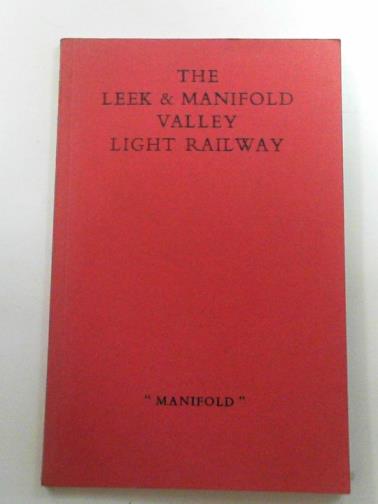 THE
LEEK & MANIFOLD
VALLEY
LIGHT RAILWAY
"MANIFOLD"